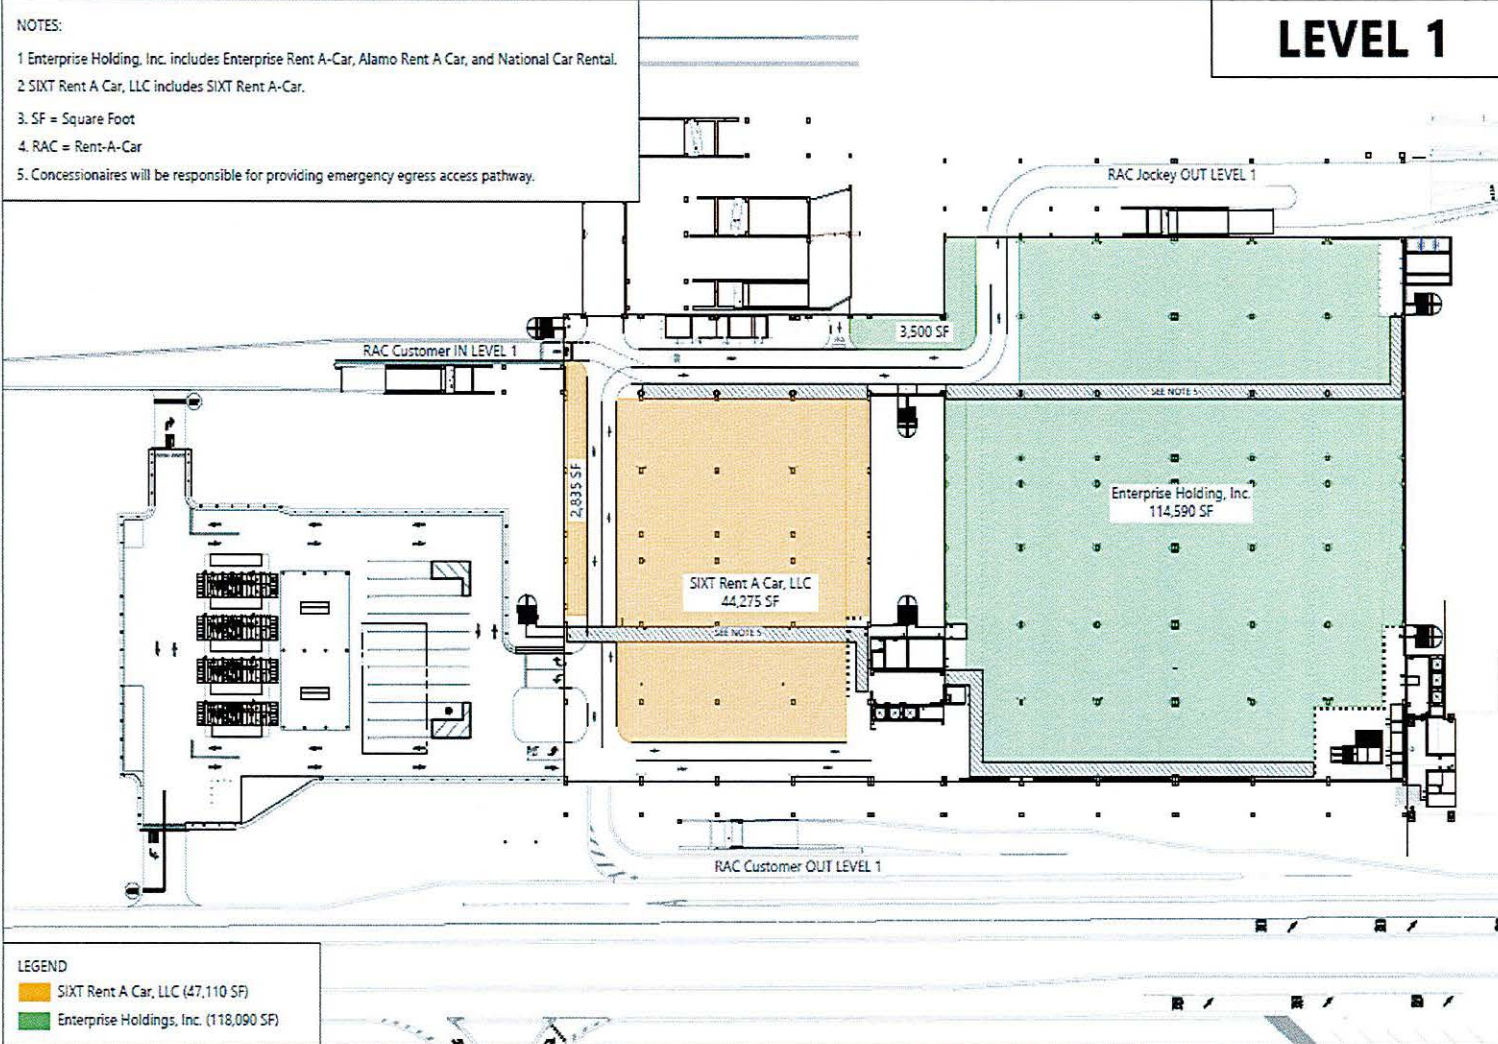 NOTES:
1 Enterprise Holding, Inc. includes Enterprise Rent A-Car, Alamo Rent A Car, and National Car Rental.
2 SIXT Rent A Car, LLC includes SIXT Rent A-Car.
3. SF = Square Foot
4. RAC = Rent-A-Car
5. Concessionaires will be responsible for providing emergency egress access pathway.
LEVEL 1
RAC Jockey OUT LEVEL 1
3,500 SF
RAC Customer IN LEVEL 1
SEE NOTE 5
2,835 SF
Enterprise Holding, Inc.
114,590 SF
SIXT Rent A Car, LLC
44,275 SF
SEE NOTE 5
RAC Customer OUT LEVEL 1
LEGEND
SIXT Rent A Car, LLC (47,110 SF)
Enterprise Holdings, Inc. (118,090 SF)